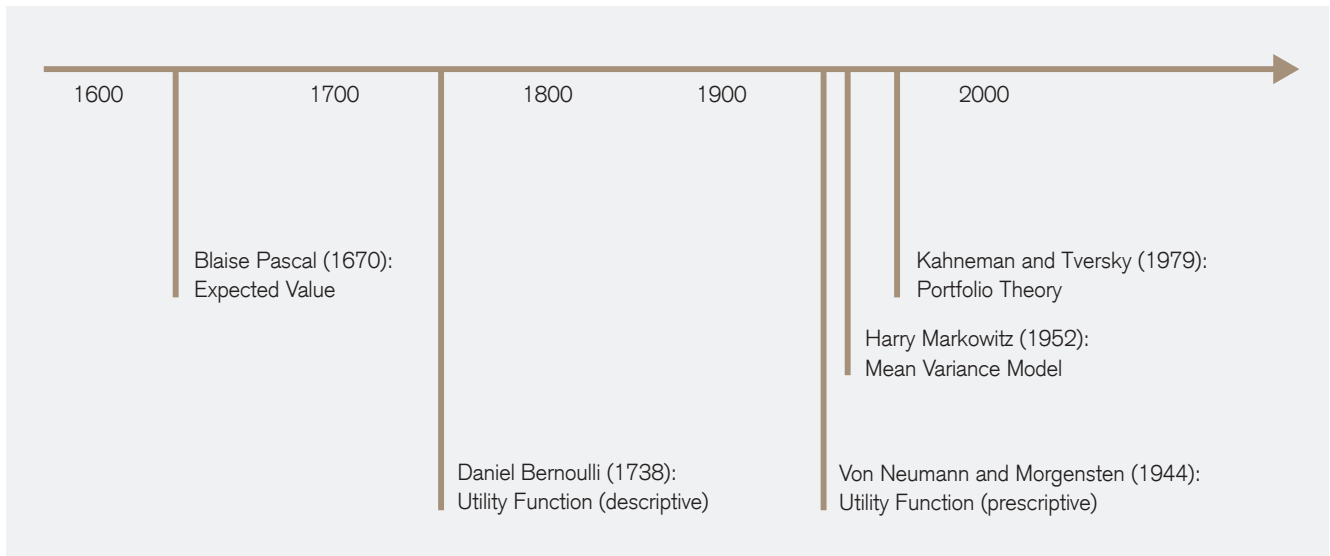 1600
1700
1800
1900
2000
Blaise Pascal (1670):
Expected Value
Kahneman and Tversky (1979):
Portfolio Theory
Harry Markowitz (1952):
Mean Variance Model
Daniel Bernoulli (1738):
Utility Function (descriptive)
Von Neumann and Morgensten (1944):
Utility Function (prescriptive)